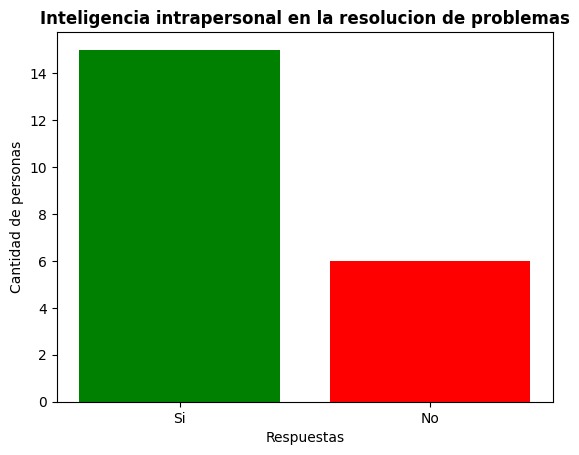 Inteligencia intrapersonal en la resolucion de problemas
Cantidad de personas
14
12
10
8
6
4
2
0
Si
No
Respuestas